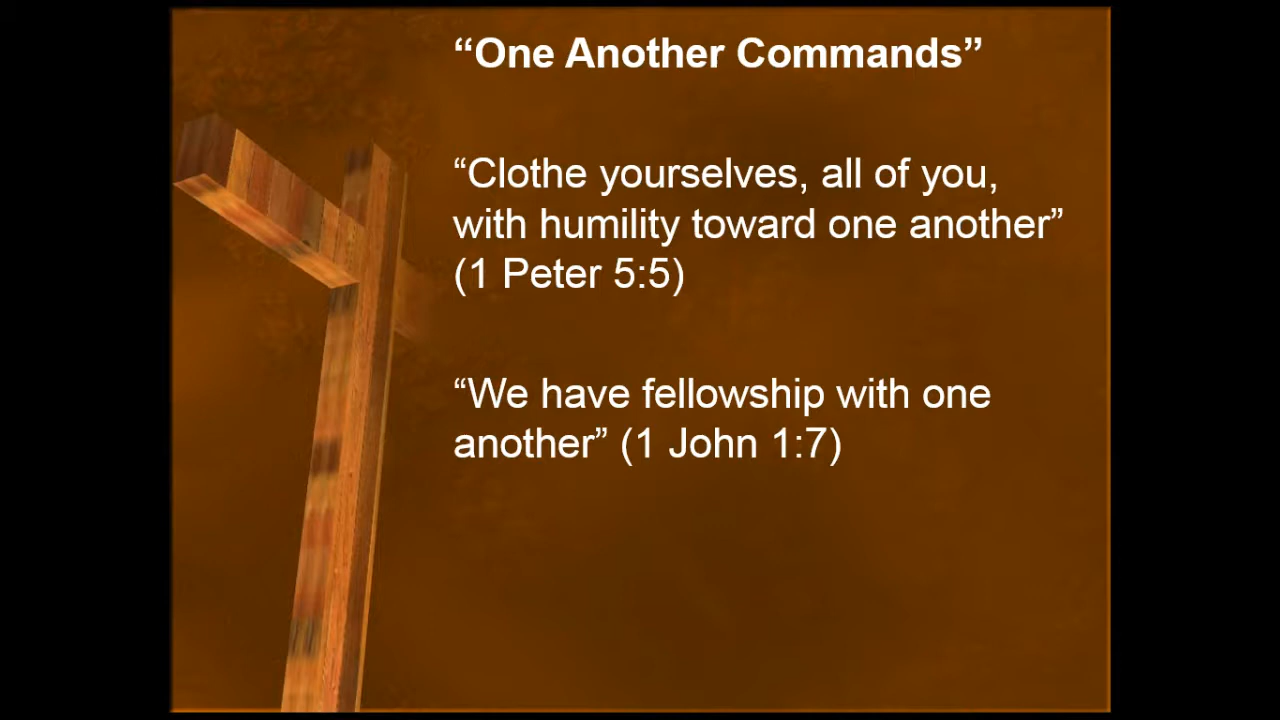 “One Another Commands”
“Clothe yourselves, all of you,
with humility toward one another”
(1 Peter 5:5)
“We have fellowship with one
another” (1 John 1:7)